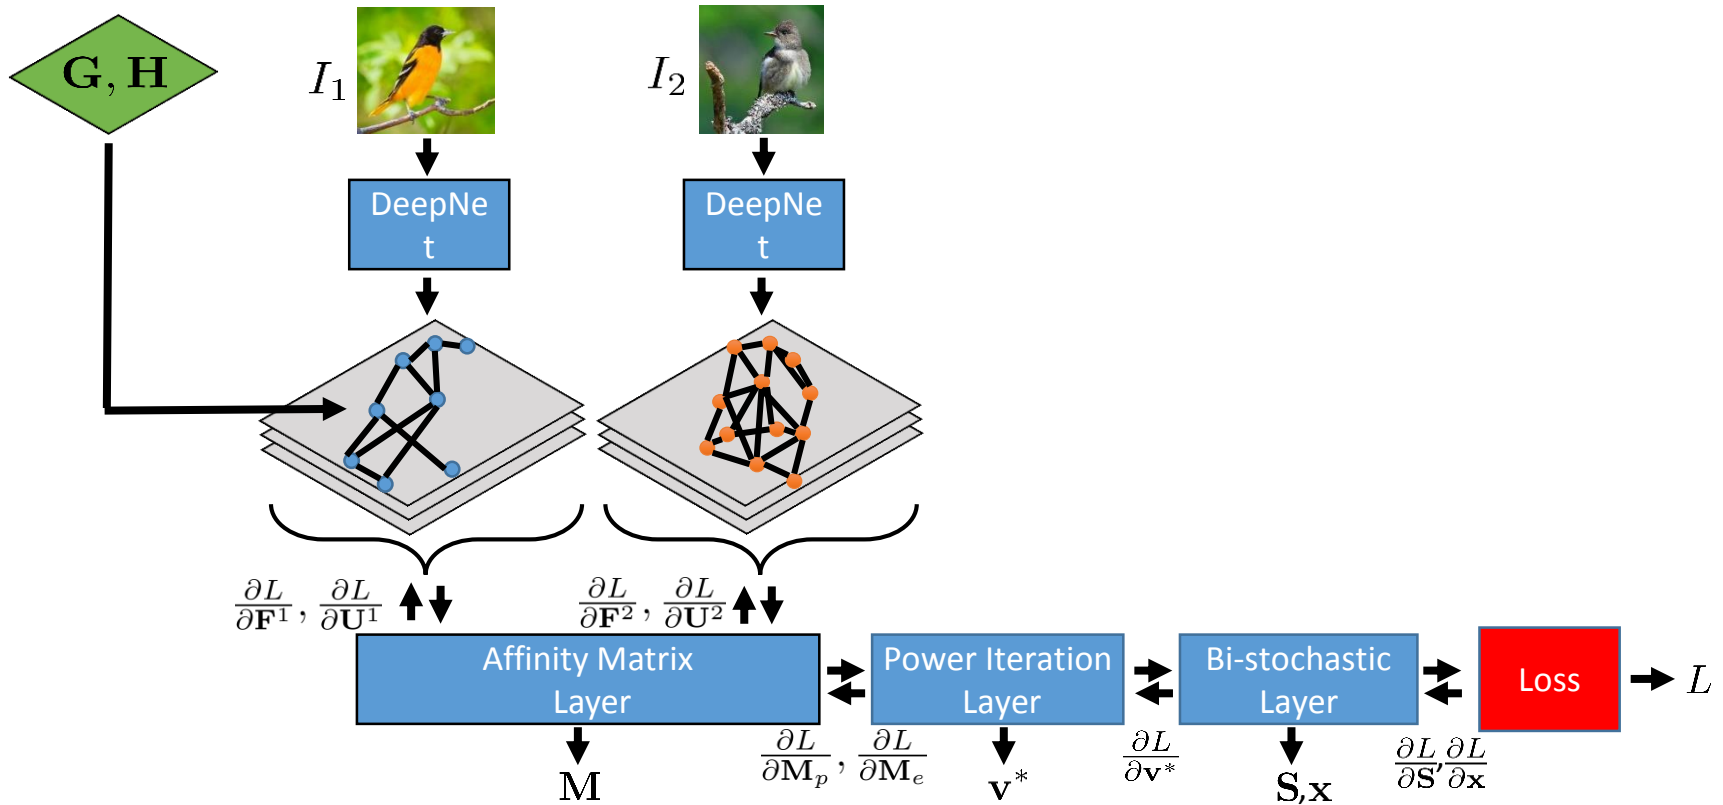 G, H
I₁
I₂
DeepNe
t
DeepNe
t
∂L/∂F¹, ∂L/∂U¹
∂L/∂F², ∂L/∂U²
Affinity Matrix
Layer
Power Iteration
Layer
Bi-stochastic
Layer
Loss
L
∂L/∂Mₚ, ∂L/∂Mₑ
∂L/∂v*
∂L/∂S, ∂L/∂x
M
v*
S,x